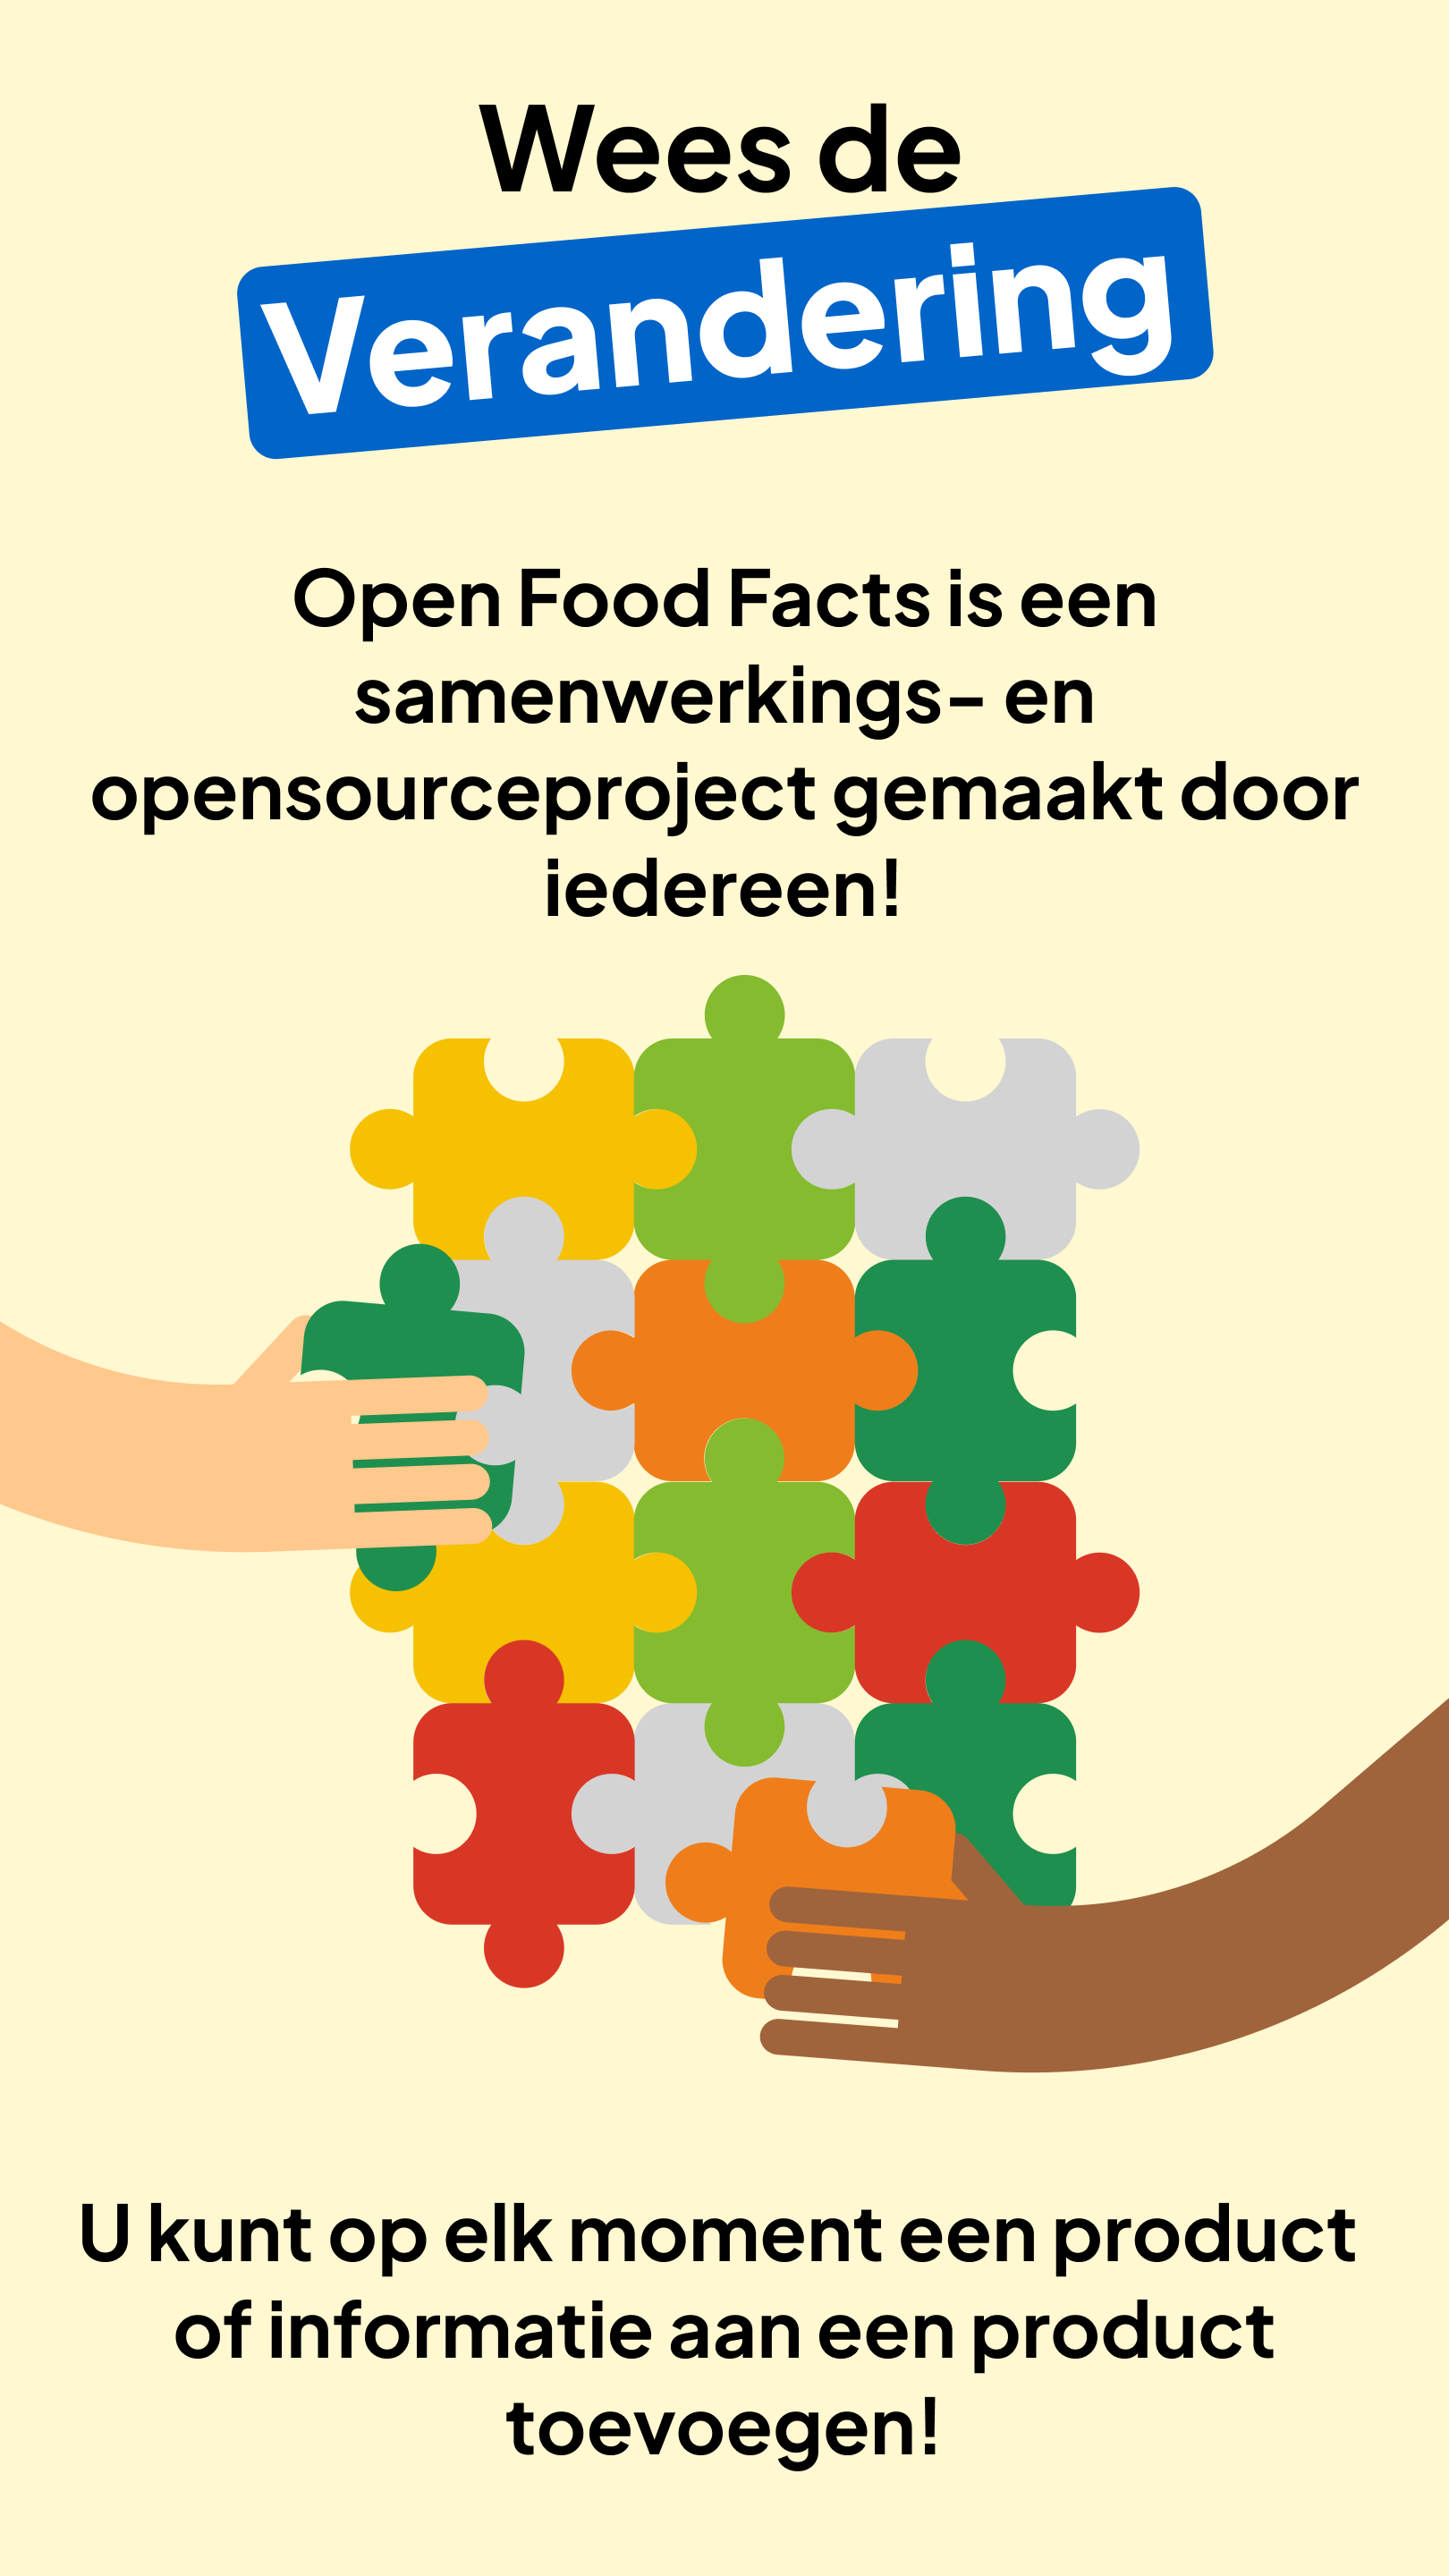 Wees de
Verandering
Open Food Facts is een
samenwerkings- en
opensourceproject gemaakt door
iedereen!
U kunt op elk moment een product
of informatie aan een product
toevoegen!